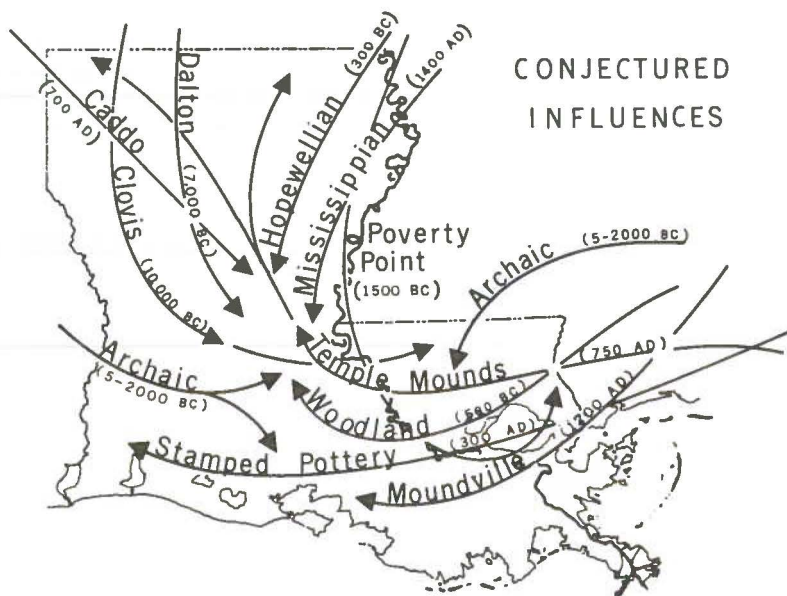 CONJECTURED
INFLUENCES
Caddo
(700 AD)
Clovis
(10,000 BC)
Dalton
(7,000 BC)
Hopewellian
(300 BC)
Mississippian
(1400 AD)
Poverty
Point
(1500 BC)
Archaic
(5-2000 BC)
Archaic
(5-2000 BC)
Temple Mounds
(750 AD)
Woodland
Stamped Pottery
(300 AD)
Moundville
(1200 AD)